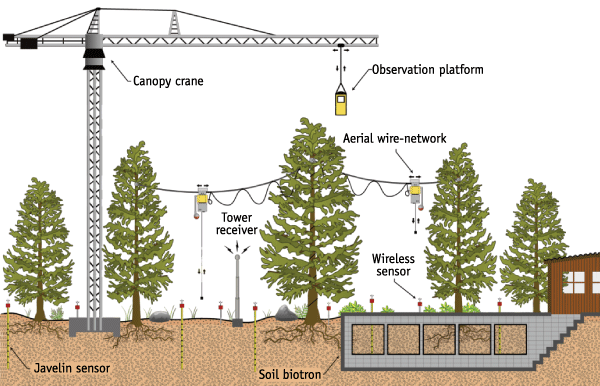 Canopy crane
Observation platform
Aerial wire-network
Tower
receiver
Wireless
sensor
Javelin sensor
Soil biotron